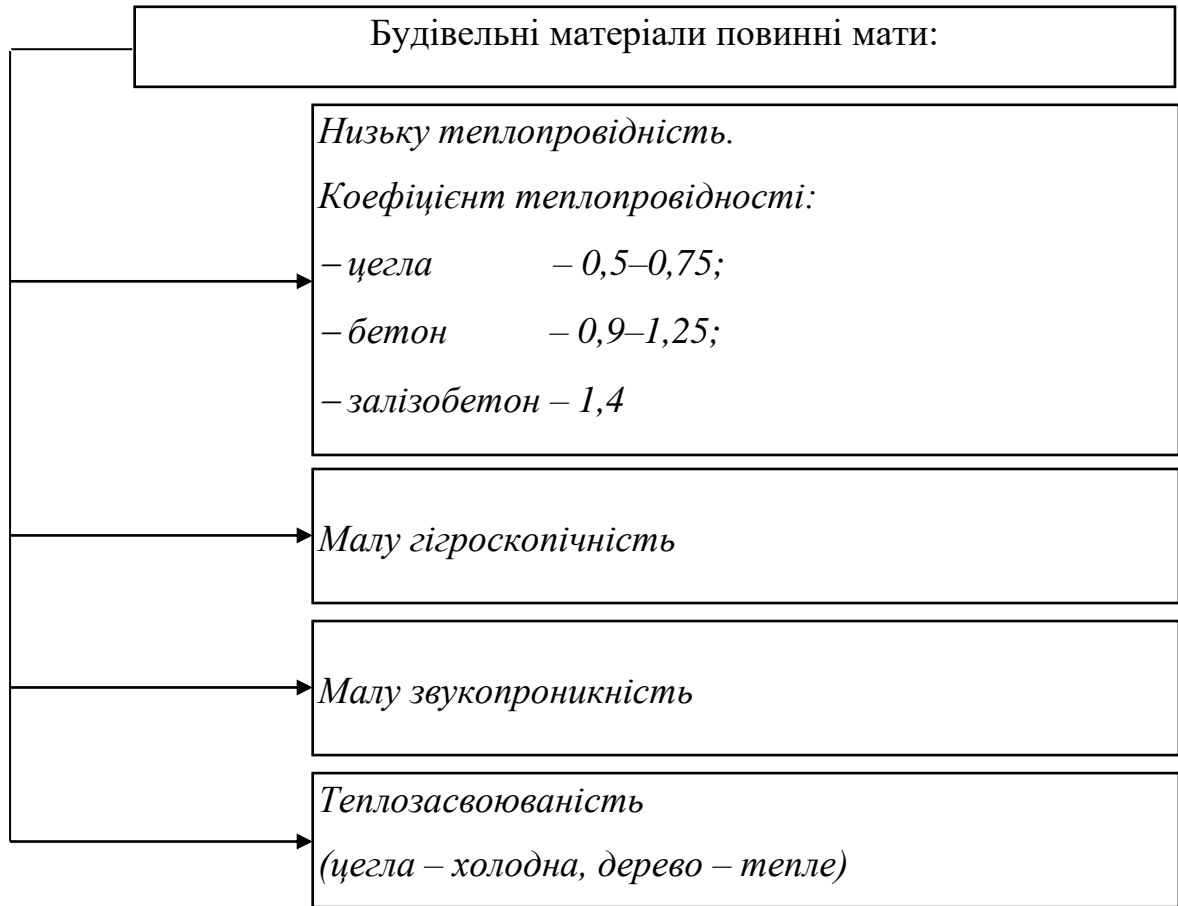 Будівельні матеріали повинні мати:
Низьку теплопровідність.
Коефіцієнт теплопровідності:
– цегла – 0,5–0,75;
– бетон – 0,9–1,25;
– залізобетон – 1,4
Малу гігроскопічність
Малу звукопроникність
Теплозасвоюваність
(цегла – холодна, дерево – тепле)